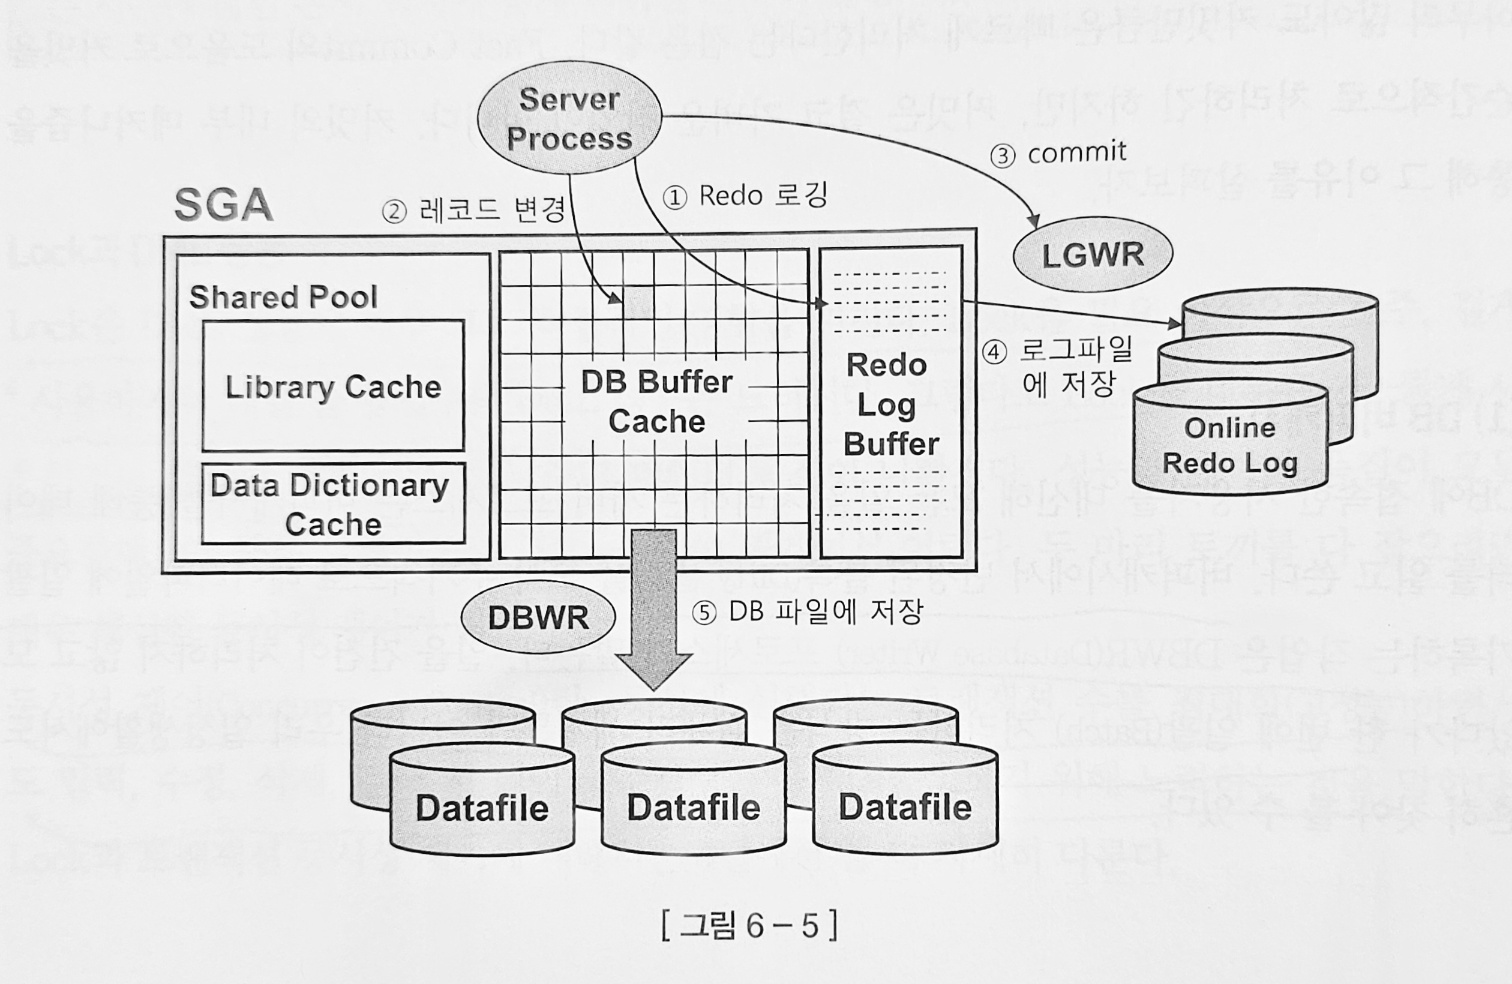 Server
Process
③ commit
① Redo 로깅
② 레코드 변경
SGA
LGWR
Shared Pool
Library Cache
Data Dictionary
Cache
DB Buffer
Cache
Redo
Log
Buffer
④ 로그파일
에 저장
Online
Redo Log
DBWR
⑤ DB 파일에 저장
Datafile
Datafile
Datafile
[ 그림 6 – 5 ]